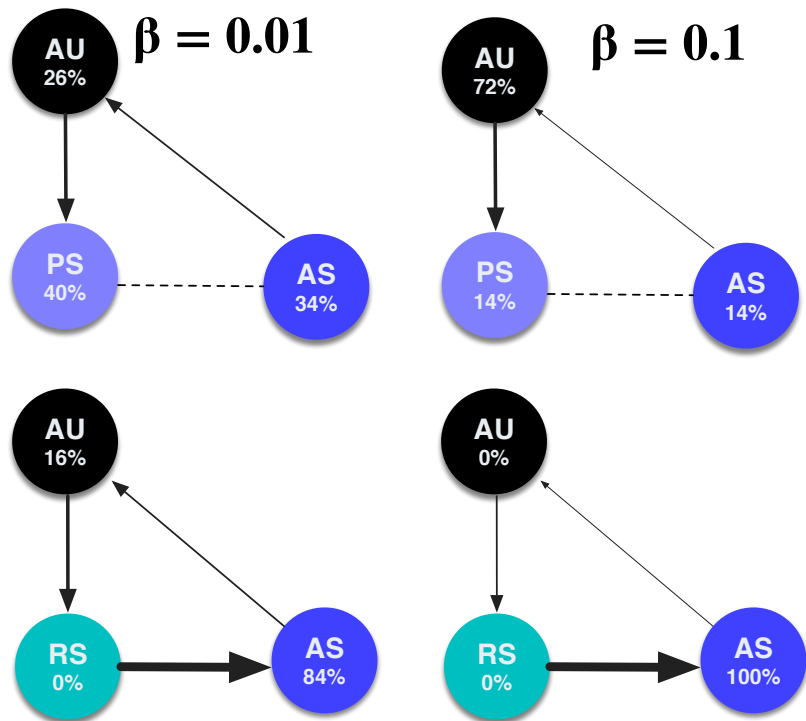 β = 0.01
AU
26%
PS
40%
AS
34%
β = 0.1
AU
72%
PS
14%
AS
14%
AU
16%
RS
0%
AS
84%
AU
0%
RS
0%
AS
100%